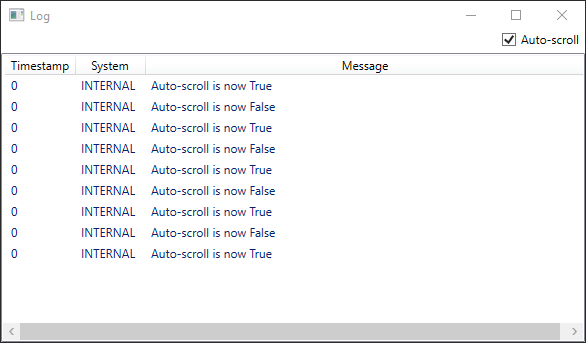 Log
Auto-scroll
Timestamp System Message
0 INTERNAL Auto-scroll is now True
0 INTERNAL Auto-scroll is now False
0 INTERNAL Auto-scroll is now True
0 INTERNAL Auto-scroll is now False
0 INTERNAL Auto-scroll is now True
0 INTERNAL Auto-scroll is now False
0 INTERNAL Auto-scroll is now True
0 INTERNAL Auto-scroll is now False
0 INTERNAL Auto-scroll is now True